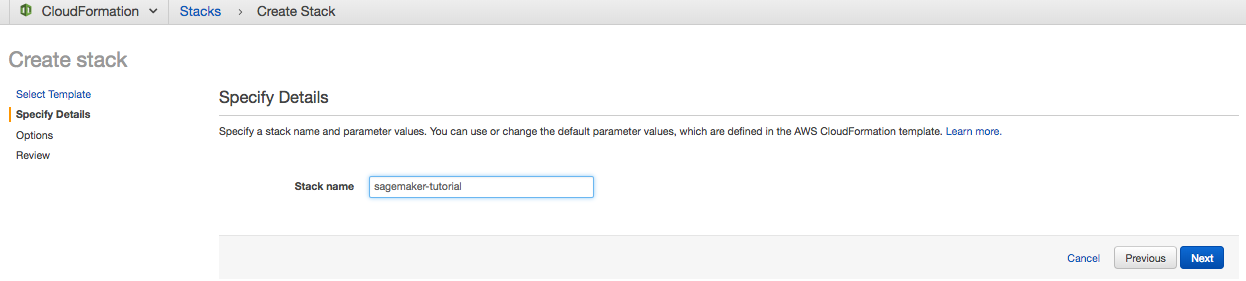 CloudFormation Stacks > Create Stack
Create stack
Select Template
Specify Details
Options
Review
Specify Details
Specify a stack name and parameter values. You can use or change the default parameter values, which are defined in the AWS CloudFormation template. Learn more.
Stack name sagemaker-tutorial
Cancel Previous Next